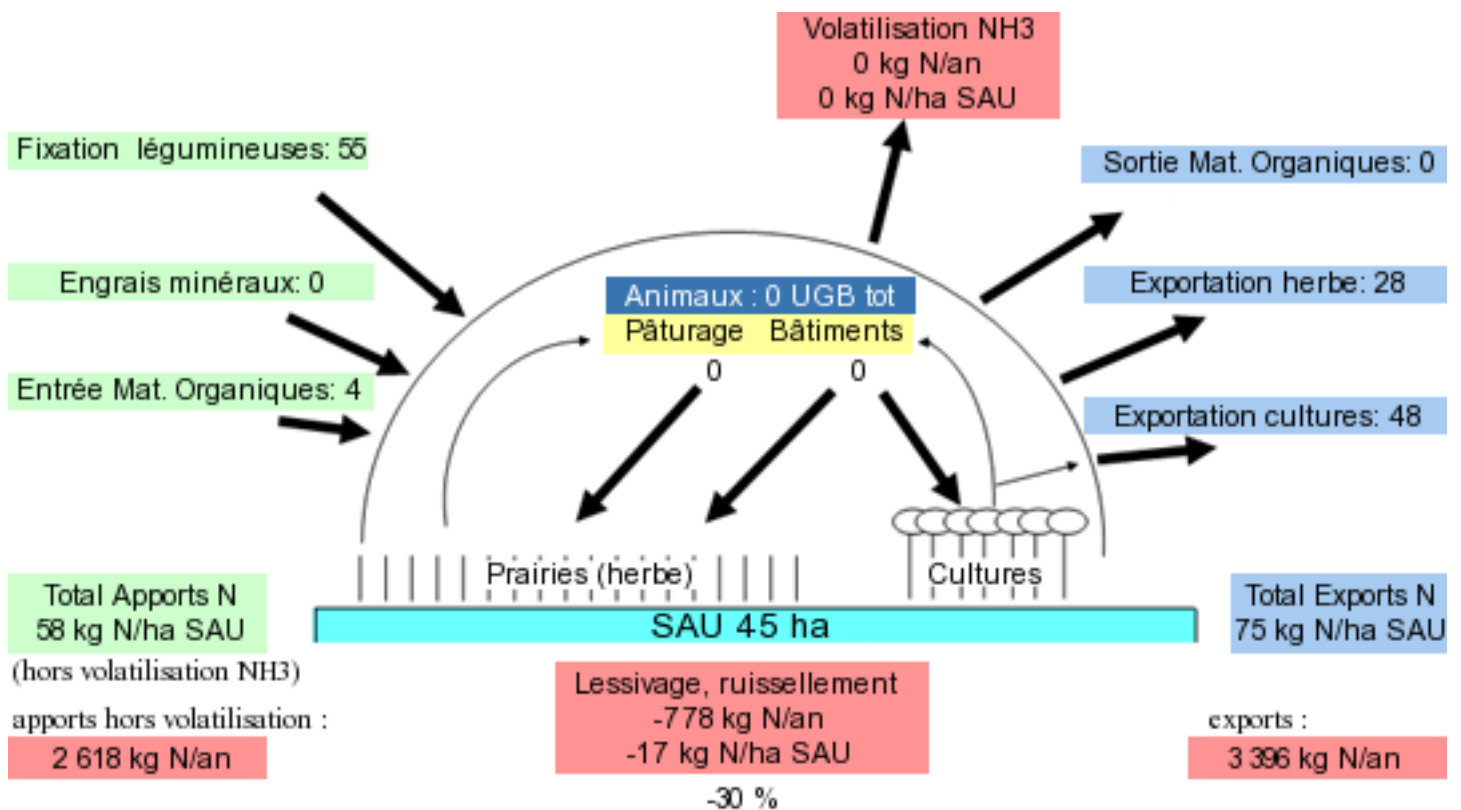 Volatilisation NH3
0 kg N/an
0 kg N/ha SAU
Fixation légumineuses: 55
Sortie Mat. Organiques: 0
Engrais minéraux: 0
Animaux : 0 UGB tot
Exportation herbe: 28
Pâturage Bâtiments
0 0
Entrée Mat. Organiques: 4
Exportation cultures: 48
Prairies (herbe)
Cultures
Total Apports N
58 kg N/ha SAU
(hors volatilisation NH3)
SAU 45 ha
Total Exports N
75 kg N/ha SAU
apports hors volatilisation :
2 618 kg N/an
Lessivage, ruissellement
-778 kg N/an
-17 kg N/ha SAU
-30 %
exports :
3 396 kg N/an